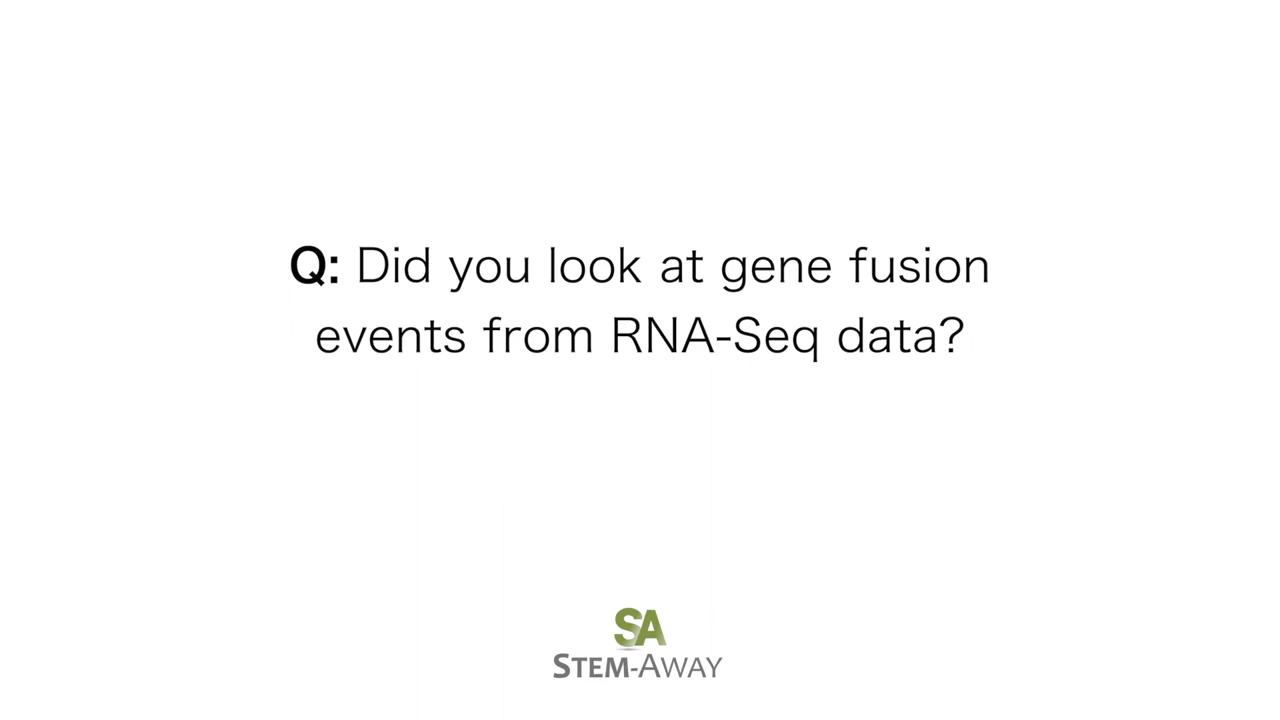 Q: Did you look at gene fusion
events from RNA-Seq data?
SA
STEM-AWAY